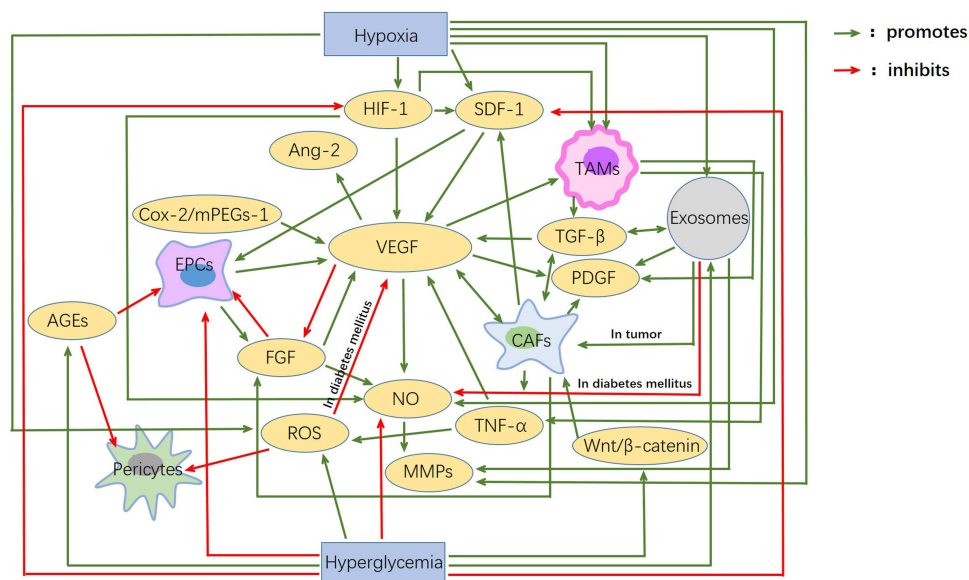 Hypoxia
: promotes
: inhibits
HIF-1
SDF-1
Ang-2
TAMs
Cox-2/mPEGs-1
Exosomes
VEGF
TGF-β
EPCs
PDGF
AGEs
In tumor
CAFs
FGF
In diabetes mellitus
In diabetes mellitus
NO
ROS
TNF-α
Wnt/β-catenin
Pericytes
MMPs
Hyperglycemia